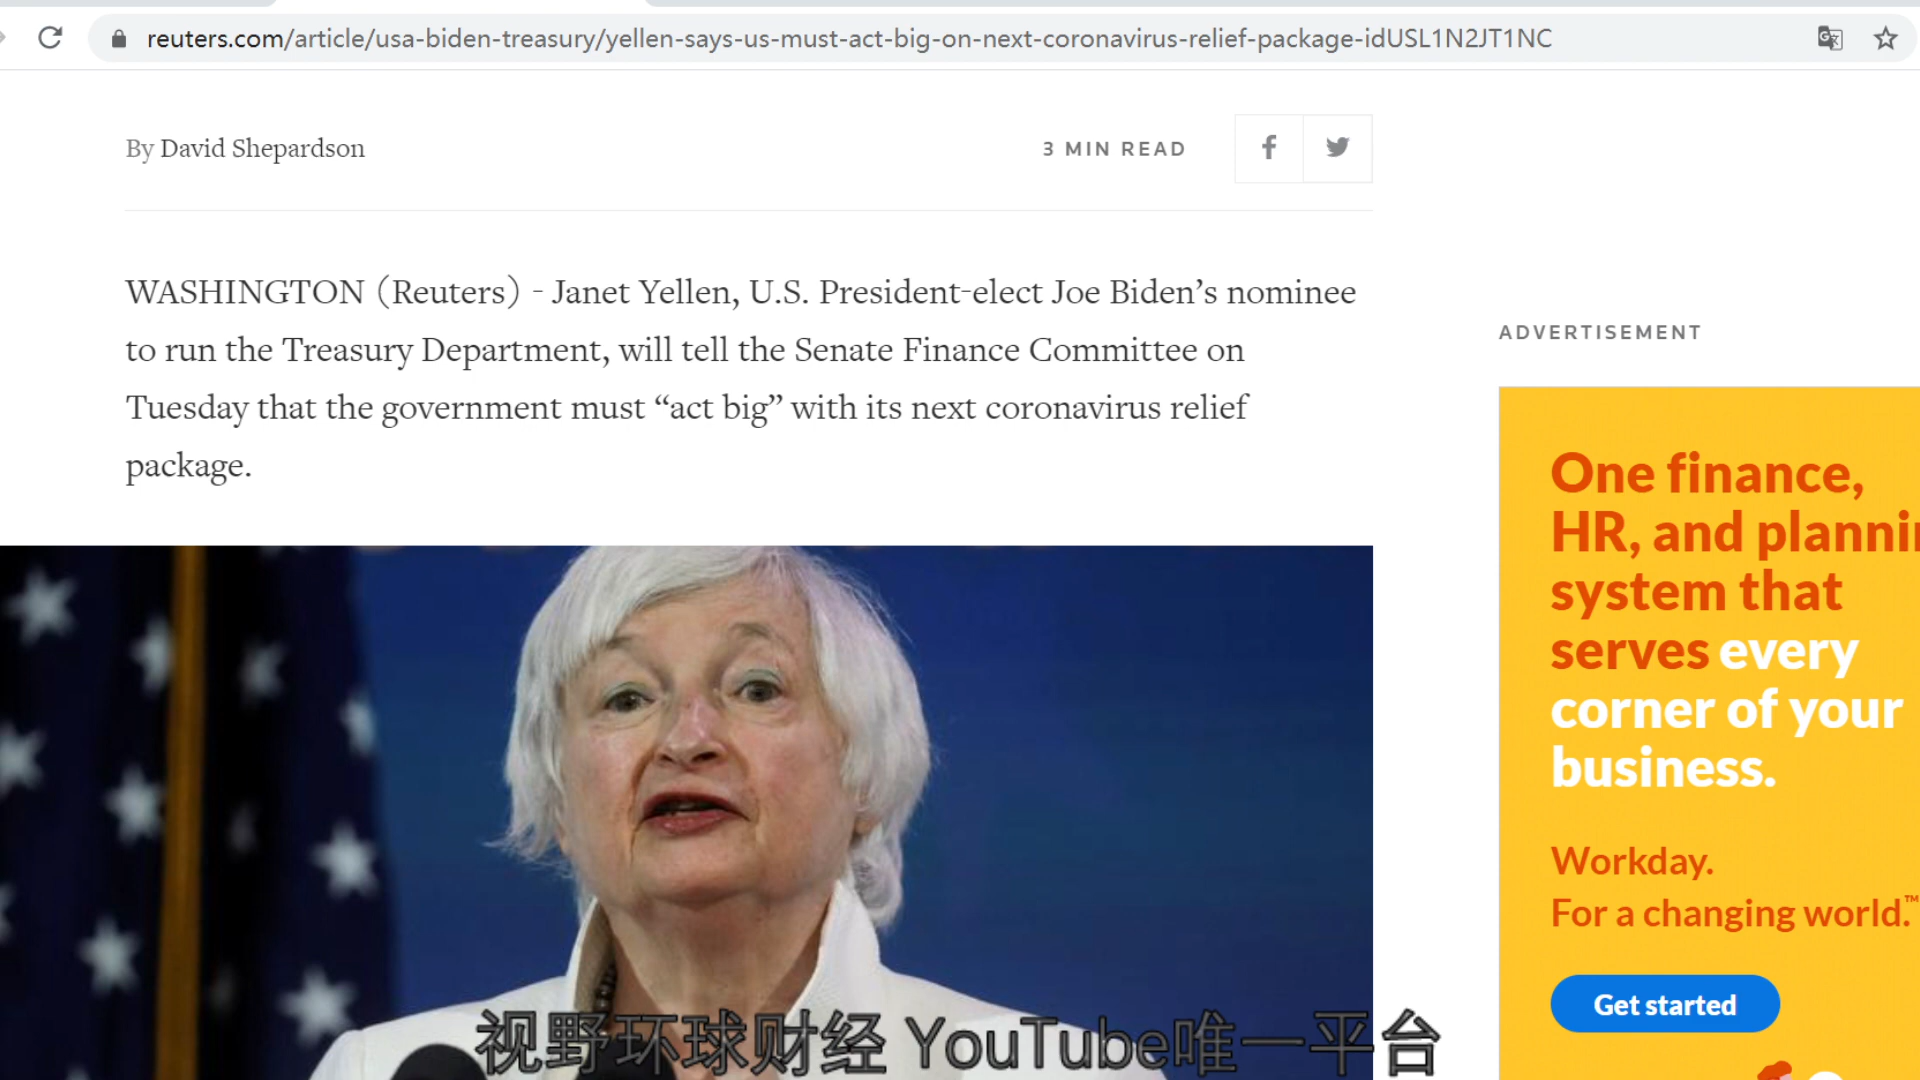 reuters.com/article/usa-biden-treasury/yellen-says-us-must-act-big-on-next-coronavirus-relief-package-idUSL1N2JT1NC
By David Shepardson
3 MIN READ
WASHINGTON (Reuters) - Janet Yellen, U.S. President-elect Joe Biden’s nominee
to run the Treasury Department, will tell the Senate Finance Committee on
Tuesday that the government must “act big” with its next coronavirus relief
package.
ADVERTISEMENT
One finance,
HR, and
system that
serves every
corner of your
business.
Workday.
For a changing world.™
Get started
视野环球财经 YouTube唯一平台